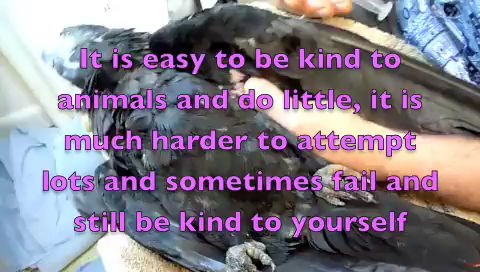 It is easy to be kind to
animals and do little, it is
much harder to attempt
lots and sometimes fail and
still be kind to yourself